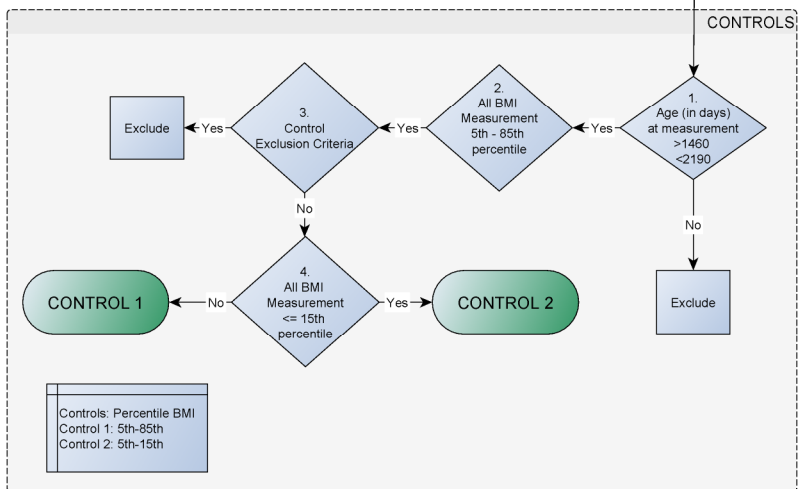 CONTROLS
1.
Age (in days)
at measurement
>1460
<2190
Yes
2.
All BMI
Measurement
5th - 85th
percentile
Yes
3.
Control
Exclusion Criteria
Yes
Exclude
No
No
4.
All BMI
Measurement
<= 15th
percentile
No
CONTROL 1
Yes
CONTROL 2
Exclude
Controls: Percentile BMI
Control 1: 5th-85th
Control 2: 5th-15th